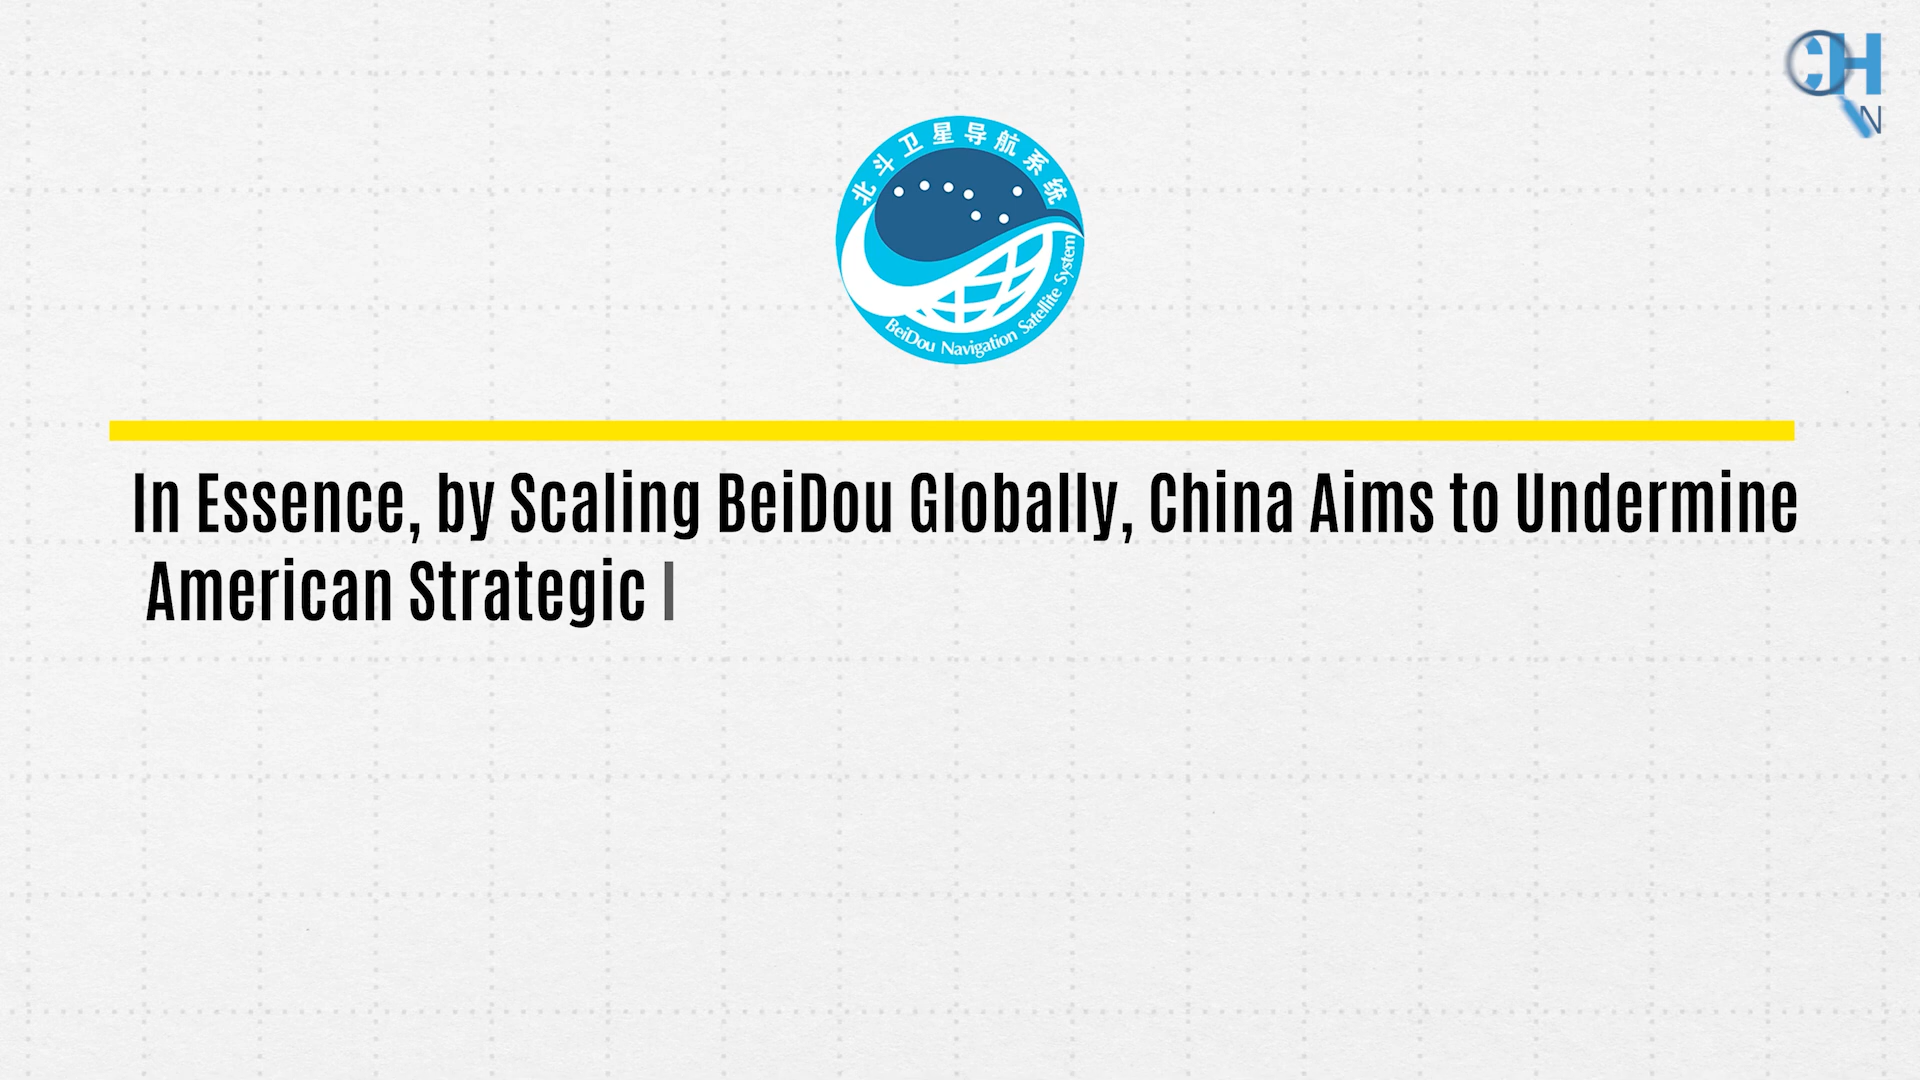 CH
N
北斗卫星导航系统
BeiDou Navigation Satellite System
In Essence, by Scaling BeiDou Globally, China Aims to Undermine
American Strategic I